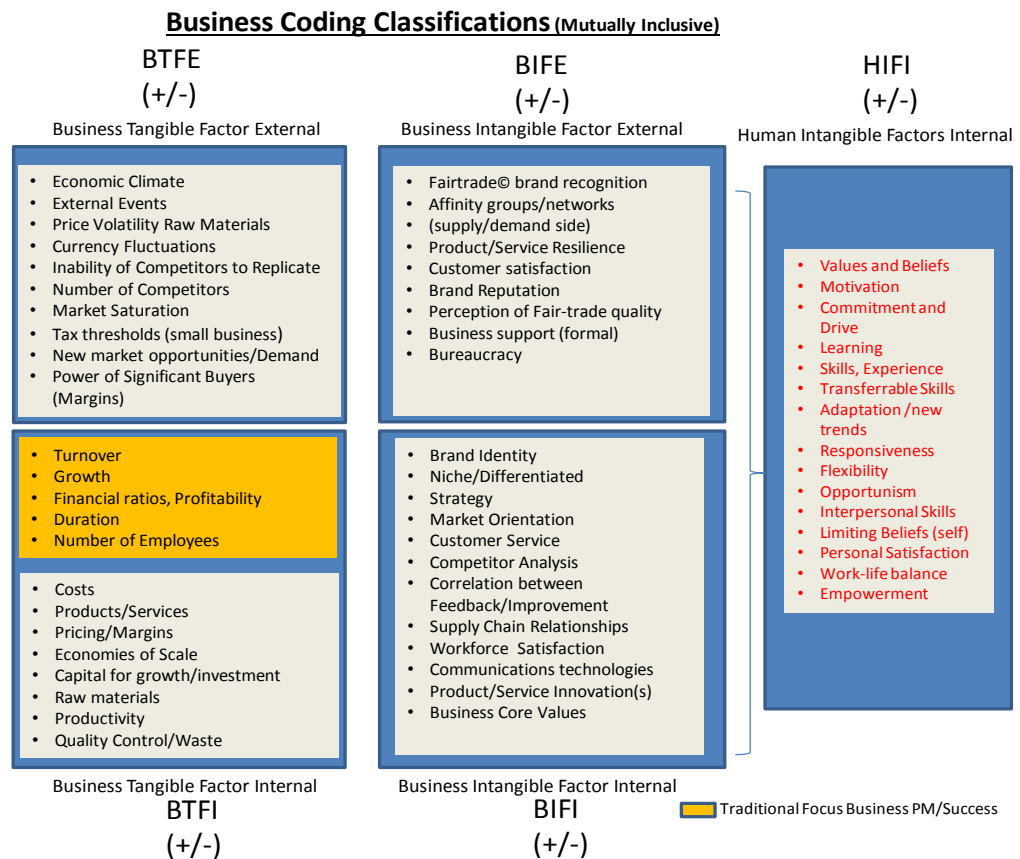 Business Coding Classifications (Mutually Inclusive)
BTFE
(+/-)
Business Tangible Factor External
• Economic Climate
• External Events
• Price Volatility Raw Materials
• Currency Fluctuations
• Inability of Competitors to Replicate
• Number of Competitors
• Market Saturation
• Tax thresholds (small business)
• New market opportunities/Demand
• Power of Significant Buyers
(Margins)
• Turnover
• Growth
• Financial ratios, Profitability
• Duration
• Number of Employees
• Costs
• Products/Services
• Pricing/Margins
• Economies of Scale
• Capital for growth/investment
• Raw materials
• Productivity
• Quality Control/Waste
Business Tangible Factor Internal
BTFI
(+/-)
BIFE
(+/-)
Business Intangible Factor External
• Fairtrade© brand recognition
• Affinity groups/networks
• (supply/demand side)
• Product/Service Resilience
• Customer satisfaction
• Brand Reputation
• Perception of Fair-trade quality
• Business support (formal)
• Bureaucracy
• Brand Identity
• Niche/Differentiated
• Strategy
• Market Orientation
• Customer Service
• Competitor Analysis
• Correlation between
Feedback/Improvement
• Supply Chain Relationships
• Workforce Satisfaction
• Communications technologies
• Product/Service Innovation(s)
• Business Core Values
Business Intangible Factor Internal
BIFI
(+/-)
HIFI
(+/-)
Human Intangible Factors Internal
• Values and Beliefs
• Motivation
• Commitment and
Drive
• Learning
• Skills, Experience
• Transferrable Skills
• Adaptation /new
trends
• Responsiveness
• Flexibility
• Opportunism
• Interpersonal Skills
• Limiting Beliefs (self)
• Personal Satisfaction
• Work-life balance
• Empowerment
Traditional Focus Business PM/Success